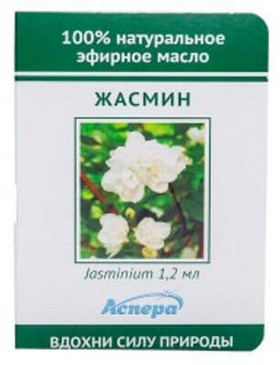 100% натуральное
эфирное масло
ЖАСМИН
Jasminium 1,2 мл
Аспера
ВДОХНИ СИЛУ ПРИРОДЫ